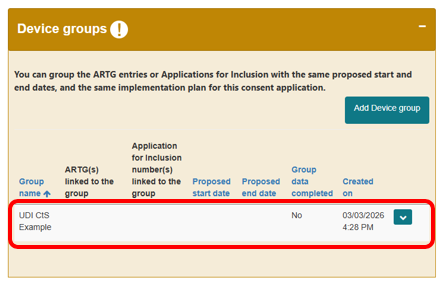 Device groups !
You can group the ARTG entries or Applications for Inclusion with the same proposed start and
end dates, and the same implementation plan for this consent application.
Add Device group
Group name ↑
ARTG(s) linked to the group
Application for Inclusion number(s) linked to the group
Proposed start date
Proposed end date
Group data completed
Created on
UDI CtS Example
No
03/03/2026 4:28 PM